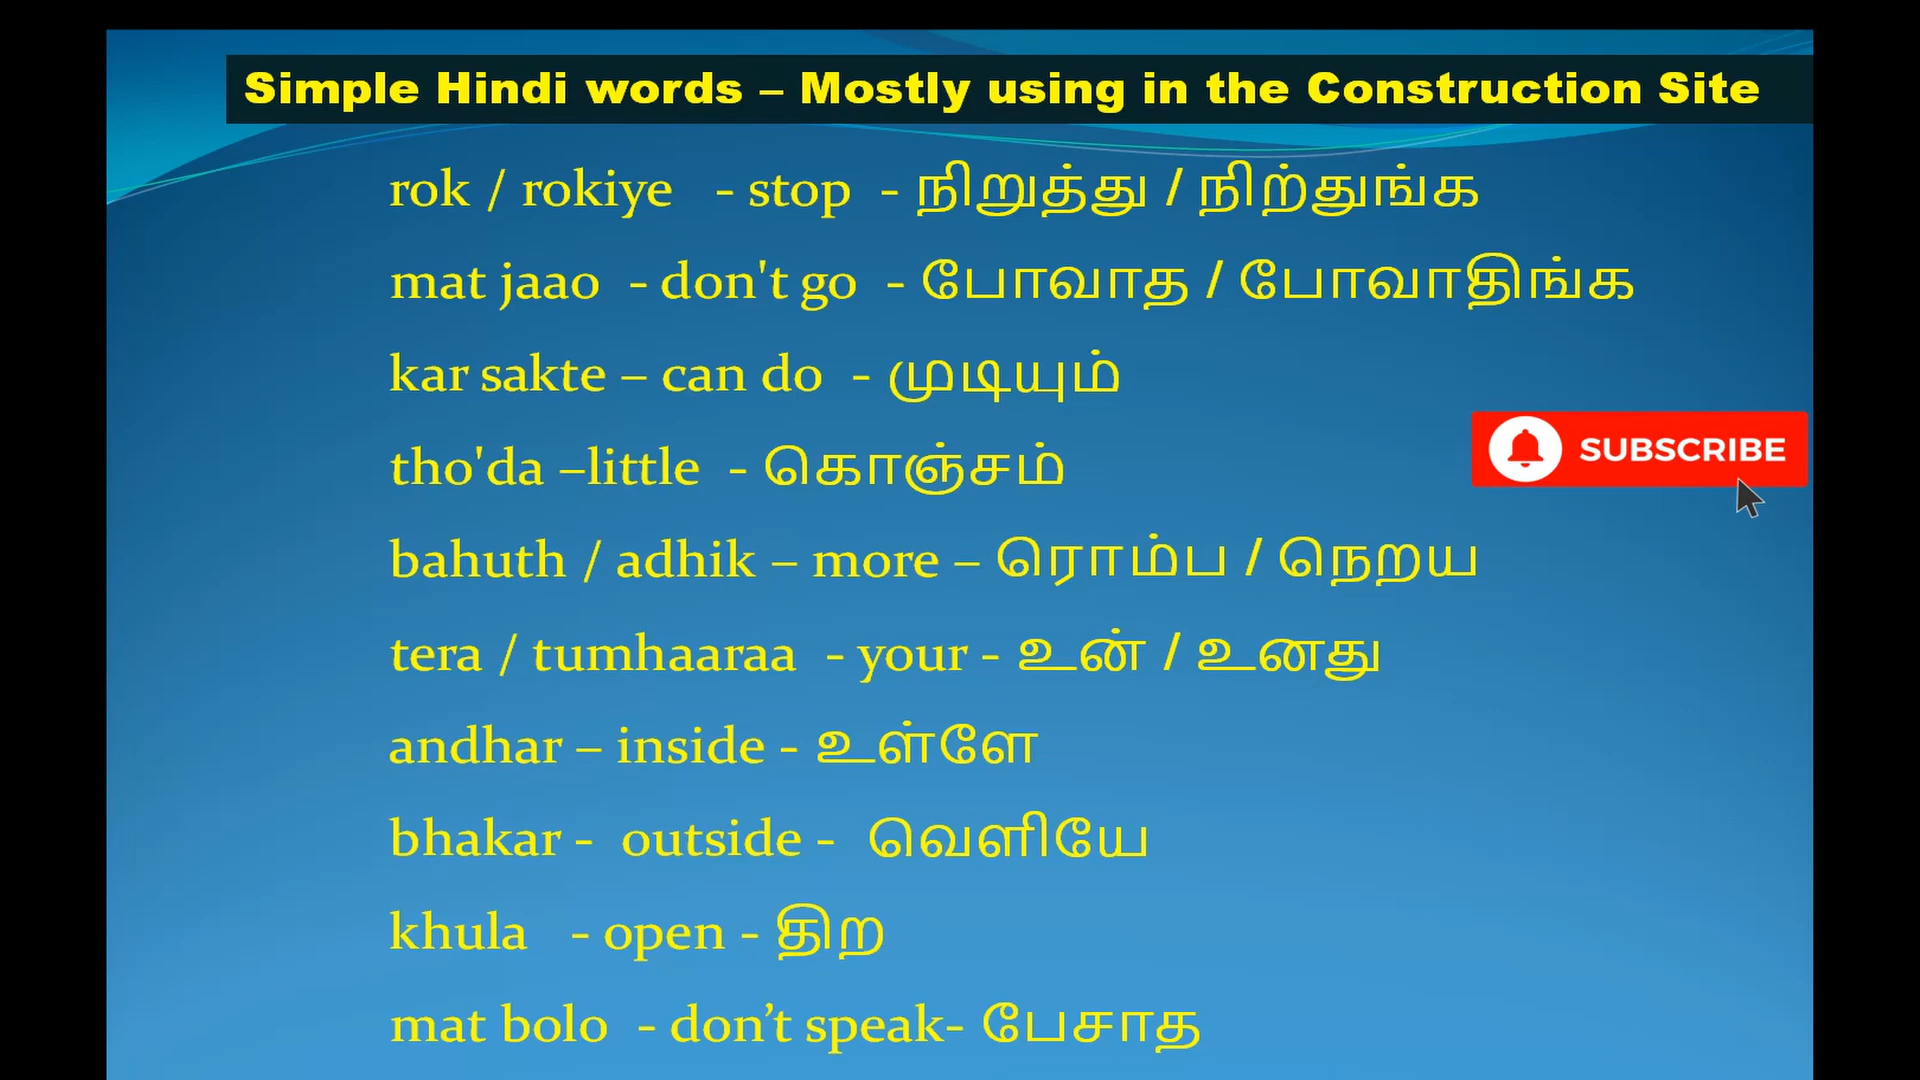 Simple Hindi words – Mostly using in the Construction Site
rok / rokiye - stop - நிறுத்து / நிற்துங்க
mat jaao - don't go - போவாத / போவாதிங்க
kar sakte – can do - முடியும்
tho'da –little - கொஞ்சம்
SUBSCRIBE
bahuth / adhik – more – ரொம்ப / நெறய
tera / tumhaaraa - your - உன் / உனது
andhar – inside - உள்ளே
bhakar - outside - வெளியே
khula - open - திற
mat bolo - don’t speak- பேசாத